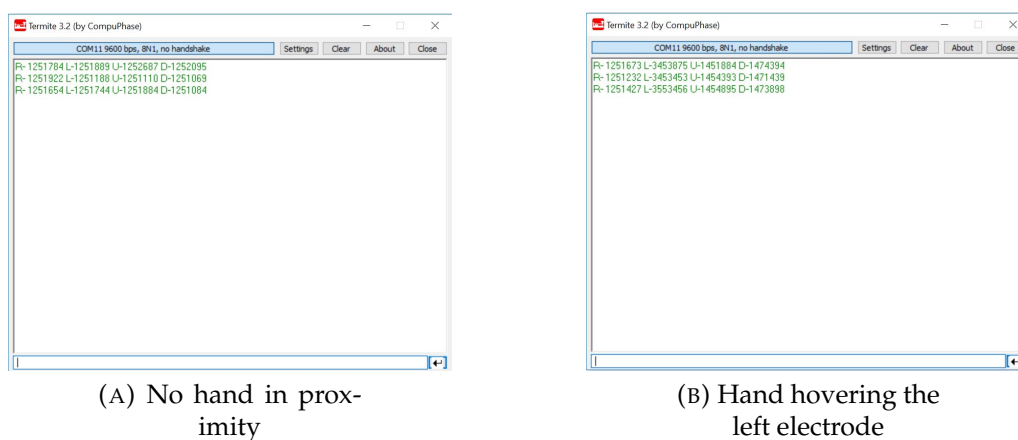 Termite 3.2 (by CompuPhase)
COM11 9600 bps, 8N1, no handshake Settings Clear About Close
R-1251784 L-1251889 U-1252687 D-1252095
R-1251922 L-1251188 U-1251110 D-1251069
R-1251654 L-1251744 U-1251884 D-1251084
(A) No hand in prox-
imity
Termite 3.2 (by CompuPhase)
COM11 9600 bps, 8N1, no handshake Settings Clear About Close
R-1251673 L-3453875 U-1451884 D-1474394
R-1251232 L-3453453 U-1454393 D-1471439
R-1251427 L-3553456 U-1454895 D-1473898
(B) Hand hovering the
left electrode